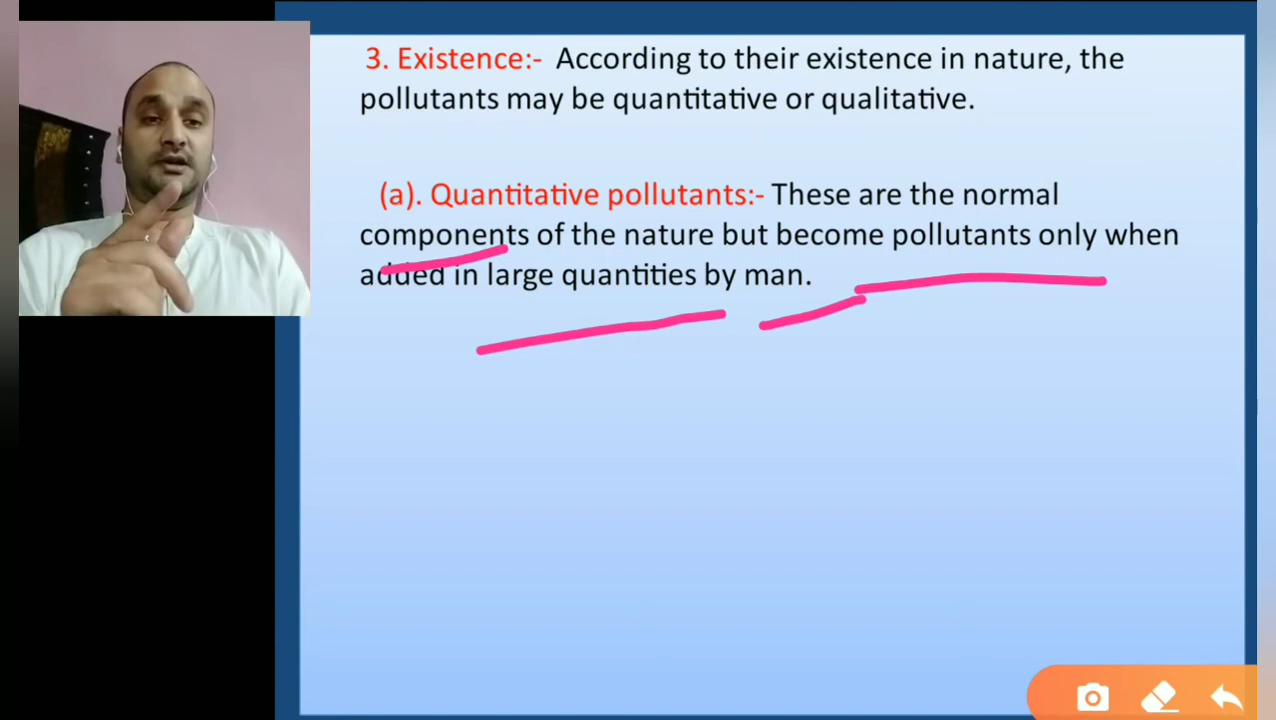 3. Existence:- According to their existence in nature, the
pollutants may be quantitative or qualitative.
(a). Quantitative pollutants:- These are the normal
components of the nature but become pollutants only when
added in large quantities by man.